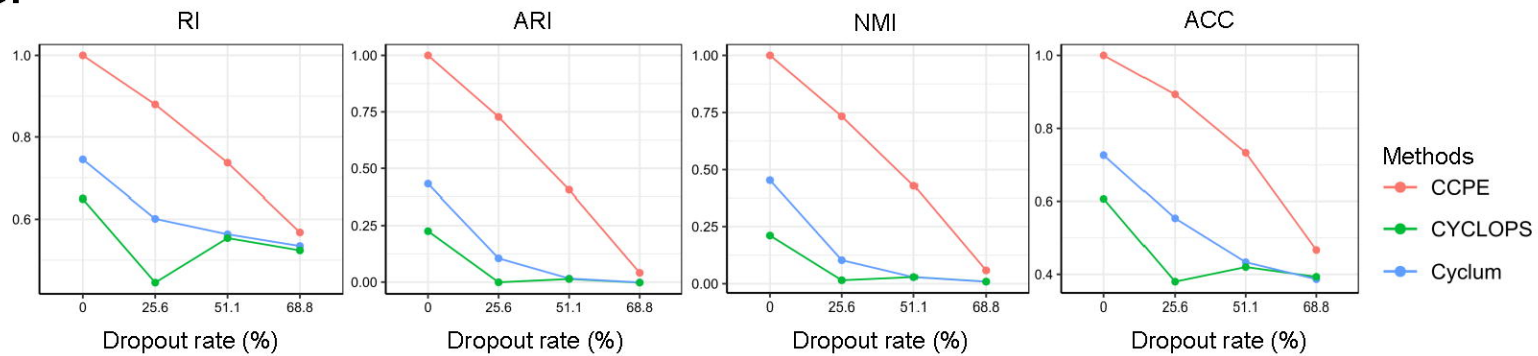 RI
ARI
NMI
ACC
1.0
0.8
0.6
0 25.6 51.1 68.8
Dropout rate (%)
1.00
0.75
0.50
0.25
0.00
0 25.6 51.1 68.8
Dropout rate (%)
1.00
0.75
0.50
0.25
0.00
0 25.6 51.1 68.8
Dropout rate (%)
1.0
0.8
0.6
0.4
0 25.6 51.1 68.8
Dropout rate (%)
Methods
CCPE
CYCLOPS
Cyclum